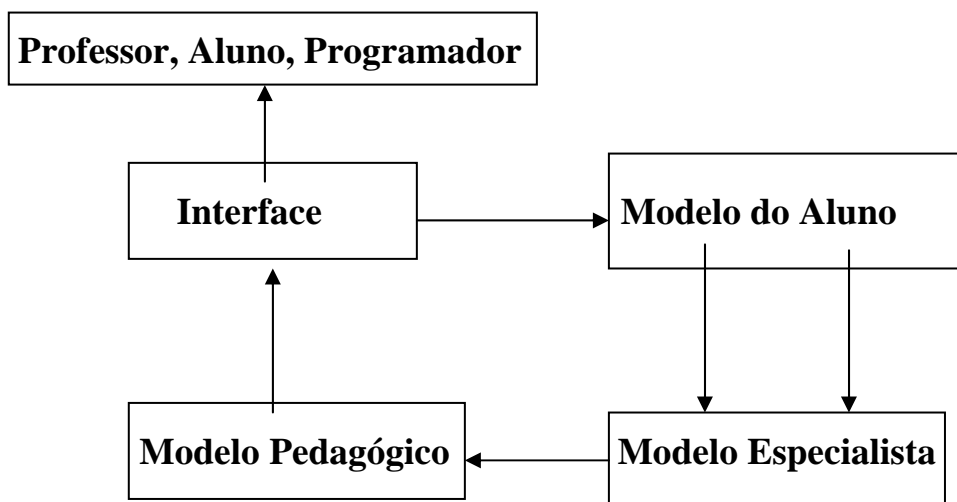 Professor, Aluno, Programador
Interface
Modelo do Aluno
Modelo Pedagógico
Modelo Especialista